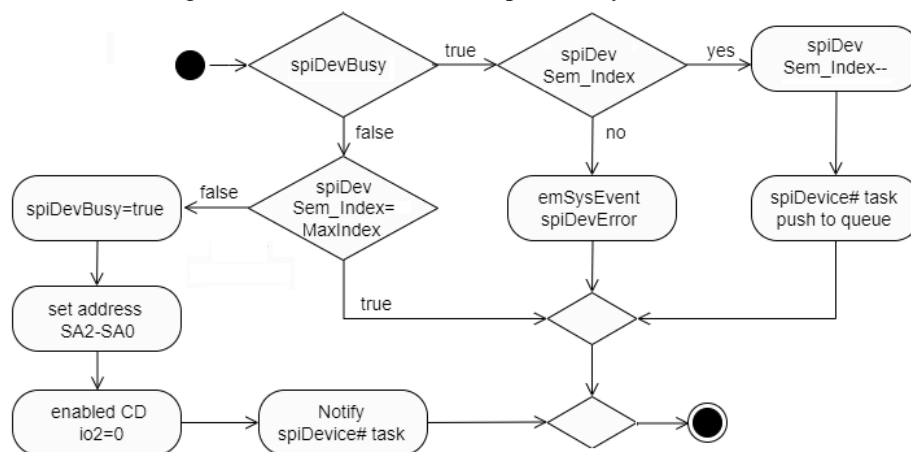 spiDevBusy
true
spiDev
Sem_Index
yes
spiDev
Sem_Index--
false
no
spiDevBusy=true
false
spiDev
Sem_Index=
MaxIndex
emSysEvent
spiDevError
spiDevice# task
push to queue
true
set address
SA2-SA0
enabled CD
io2=0
Notify
spiDevice# task